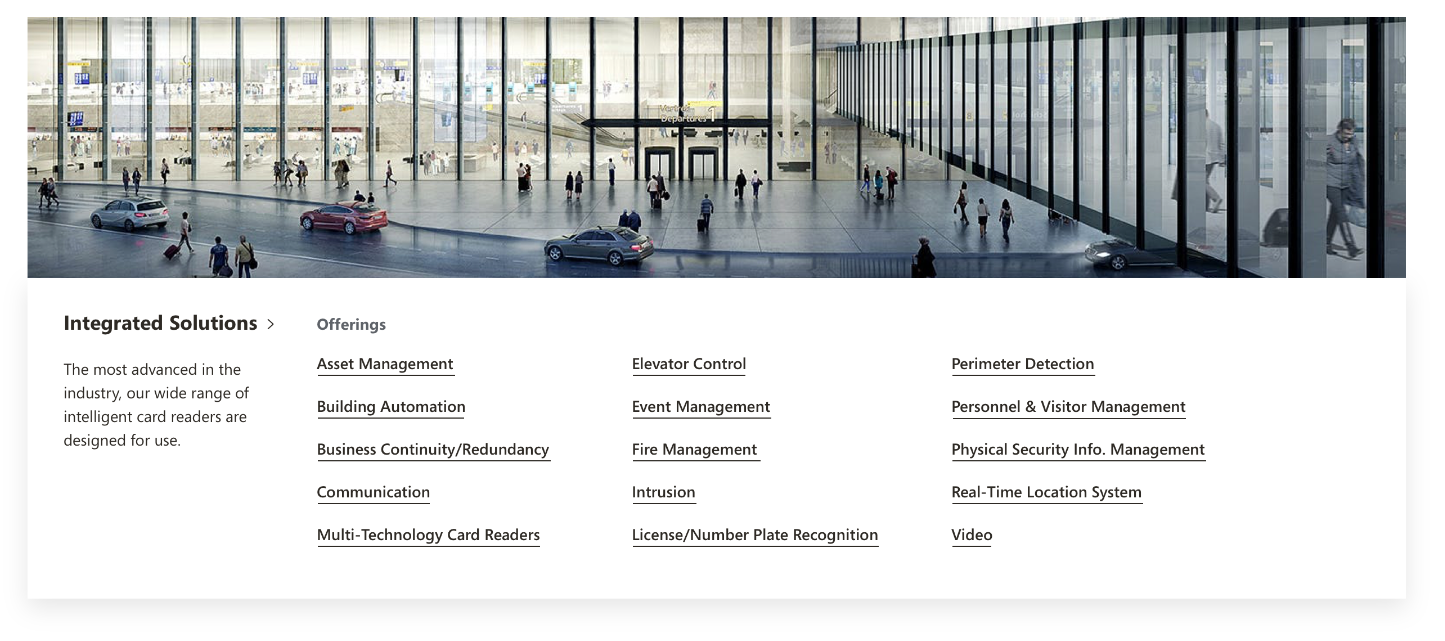 Departures 1
Integrated Solutions
The most advanced in the
industry, our wide range of
intelligent card readers are
designed for use.
Offerings
Asset Management
Building Automation
Business Continuity/Redundancy
Communication
Multi-Technology Card Readers
Elevator Control
Event Management
Fire Management
Intrusion
License/Number Plate Recognition
Perimeter Detection
Personnel & Visitor Management
Physical Security Info. Management
Real-Time Location System
Video